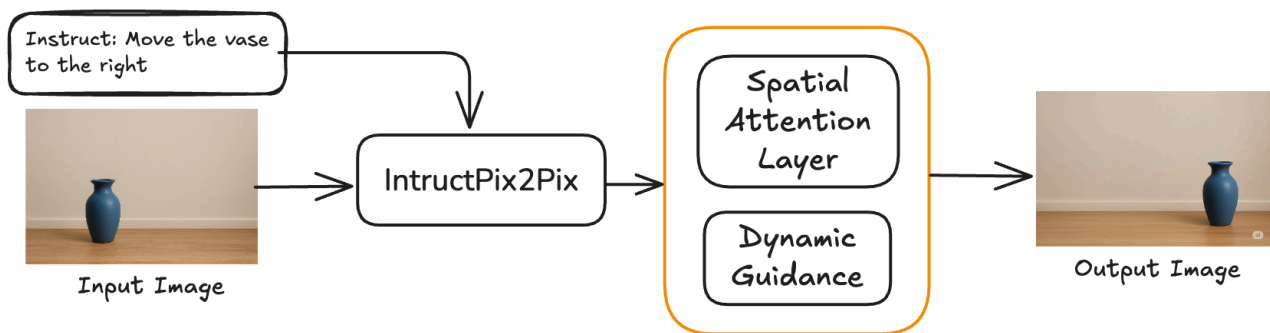 Instruct: Move the vase
to the right
Input Image
IntructPix2Pix
Spatial
Attention
Layer
Dynamic
Guidance
Output Image